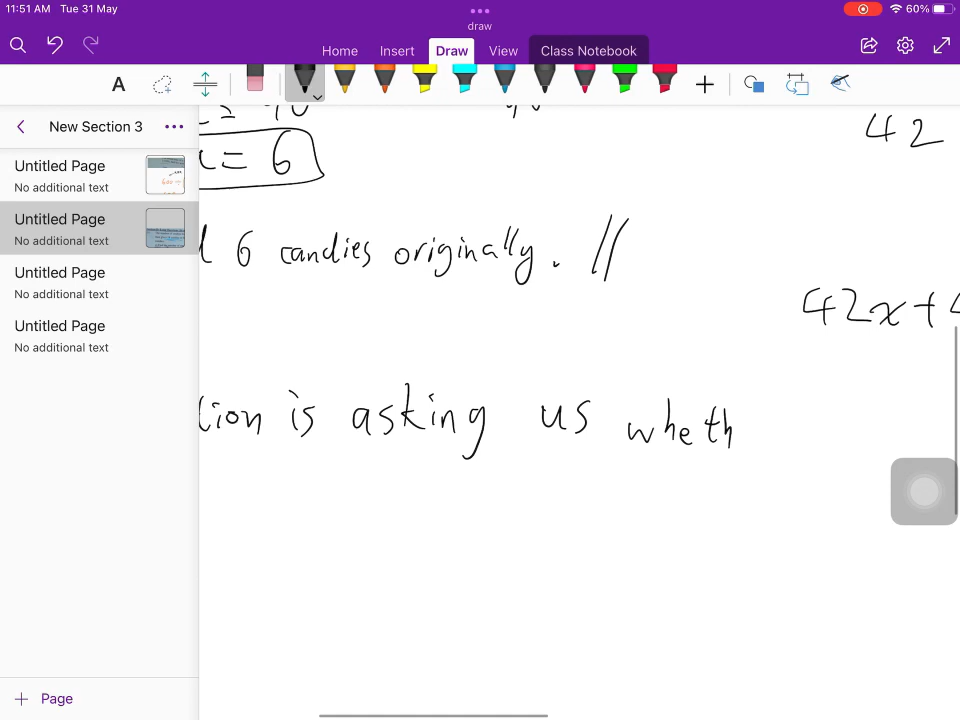 11:51 AM Tue 31 May
60%
draw
Home Insert Draw View Class Notebook
A
New Section 3
Untitled Page
No additional text
Untitled Page
No additional text
Untitled Page
No additional text
Untitled Page
No additional text
Page
= 6
42
6 candies originally. //
42x+
tion is asking us wheth